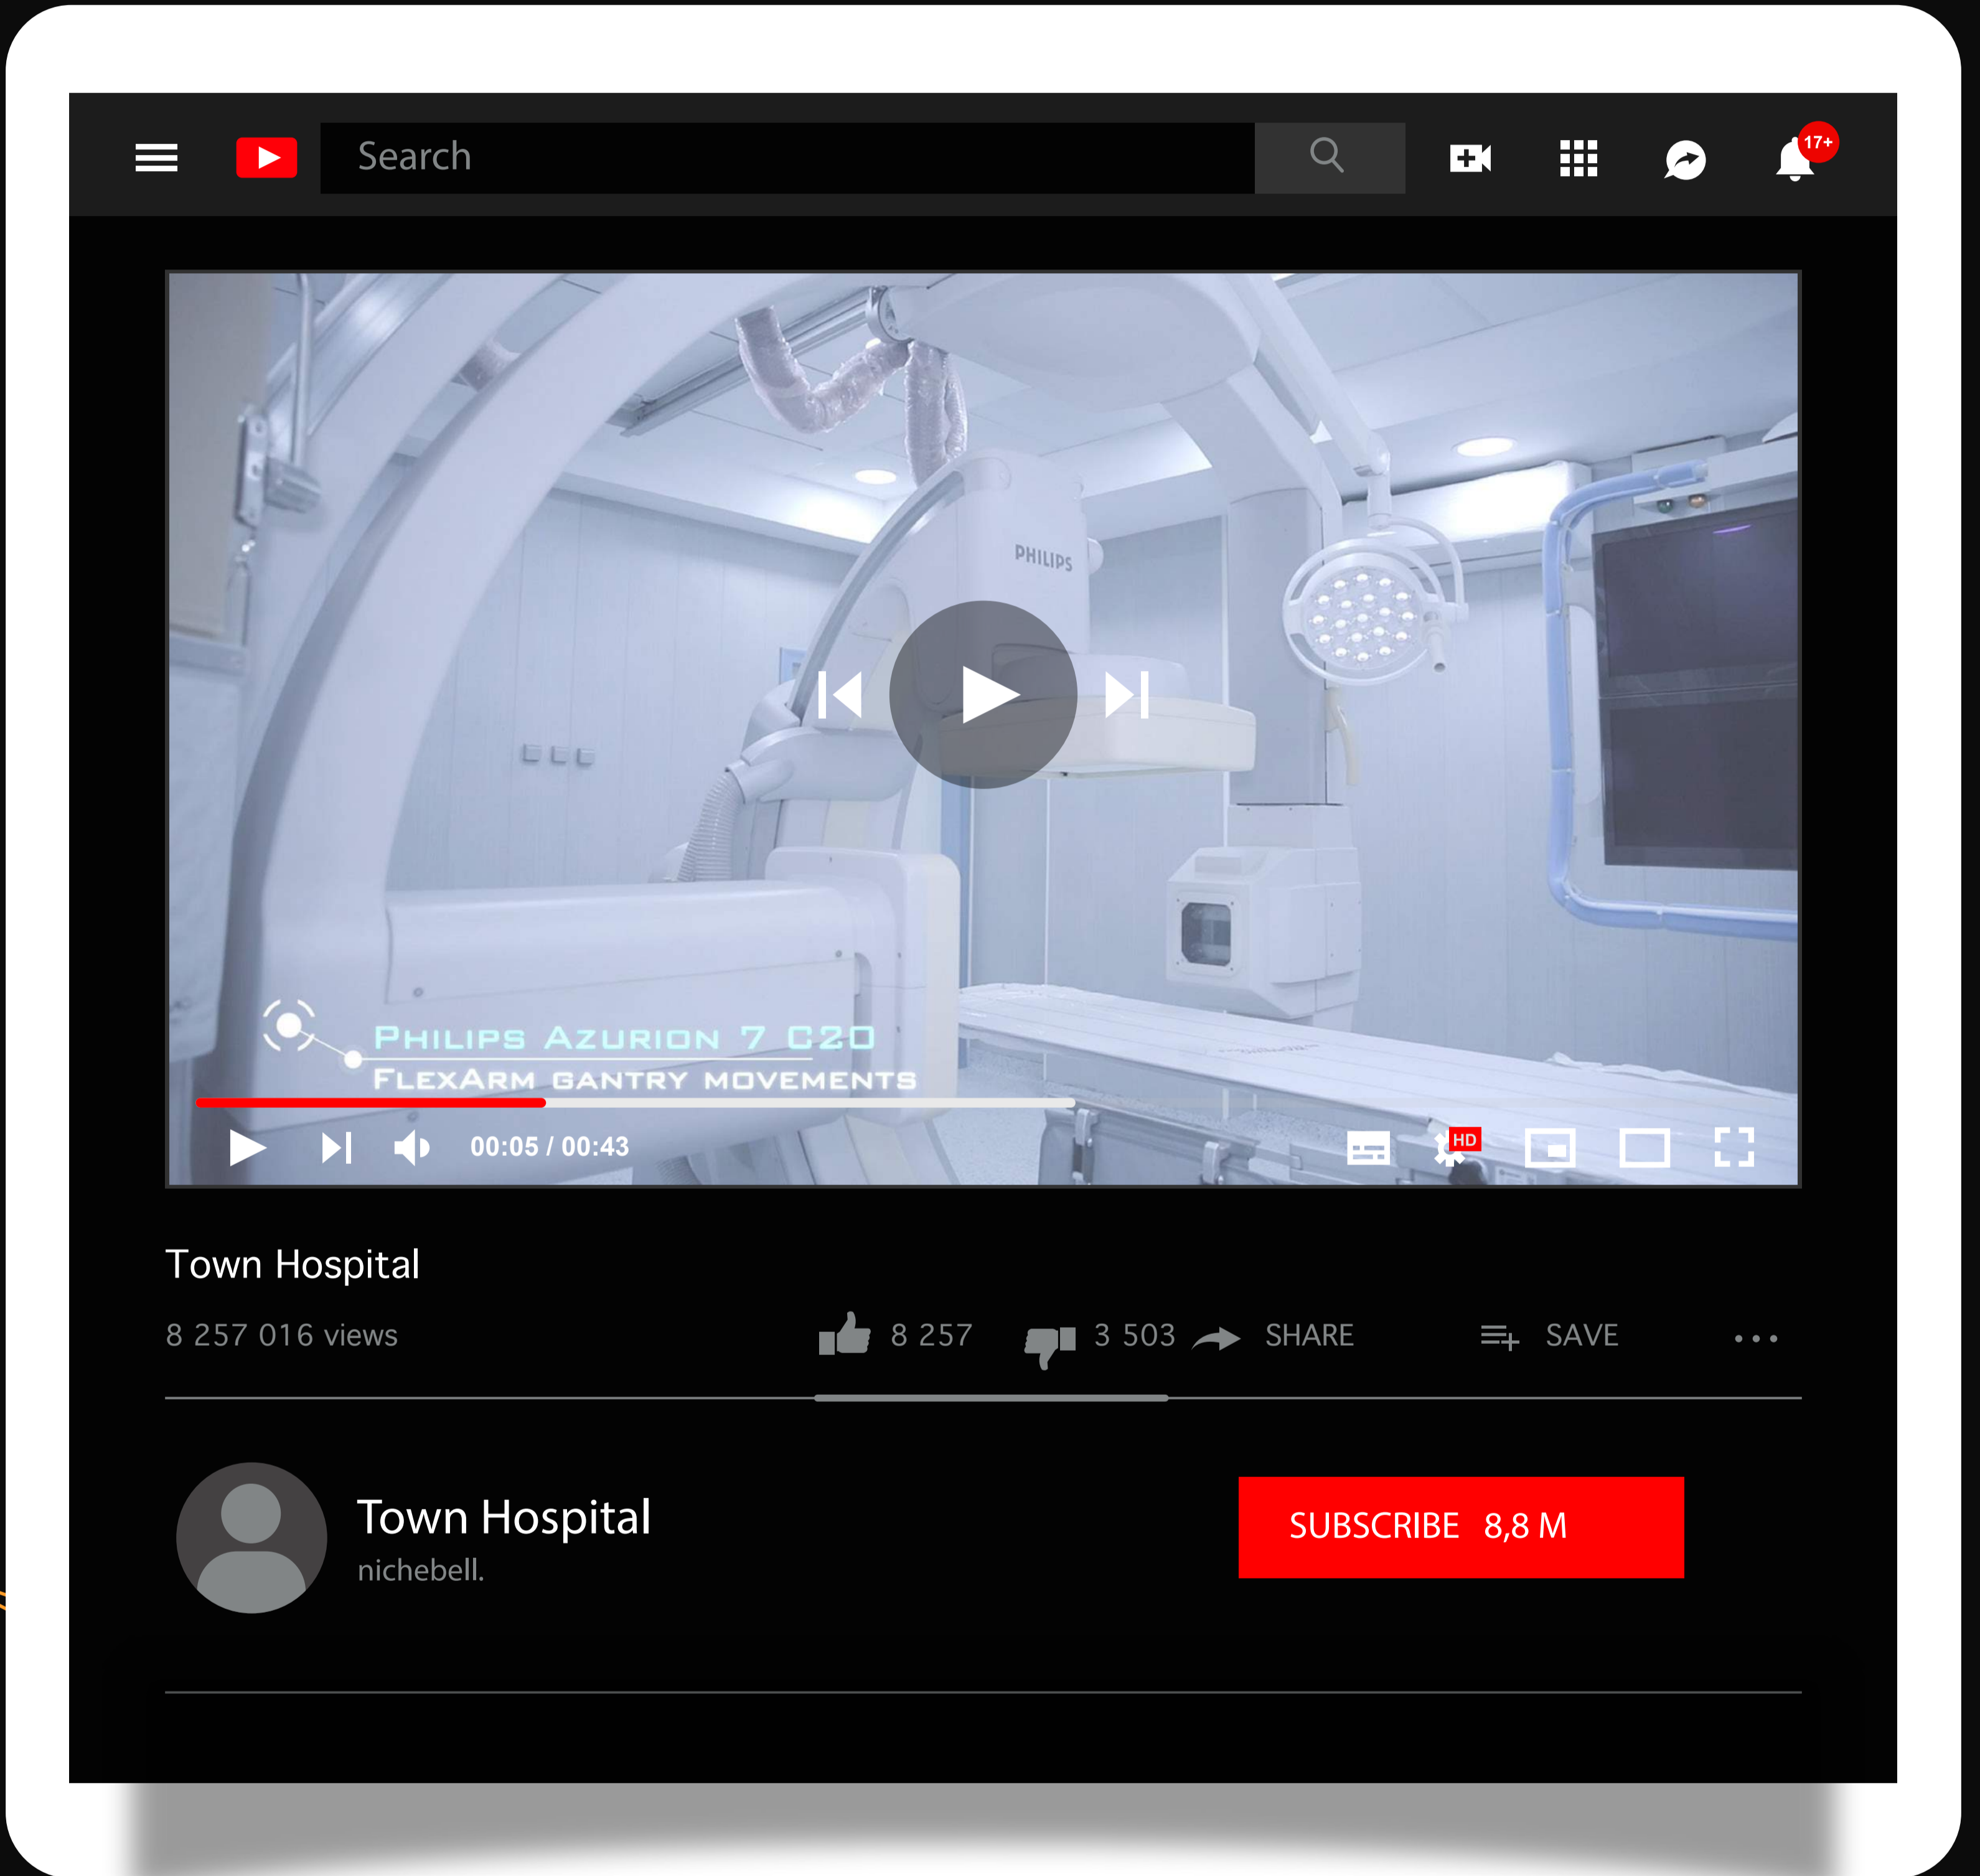 Search
17+
PHILIPS
PHILIPS AZURION 7 C20
FLEXARM GANTRY MOVEMENTS
00:05 / 00:43
HD
Town Hospital
8 257 016 views
8 257
3 503
SHARE
SAVE
Town Hospital
nichebell.
SUBSCRIBE 8,8 M